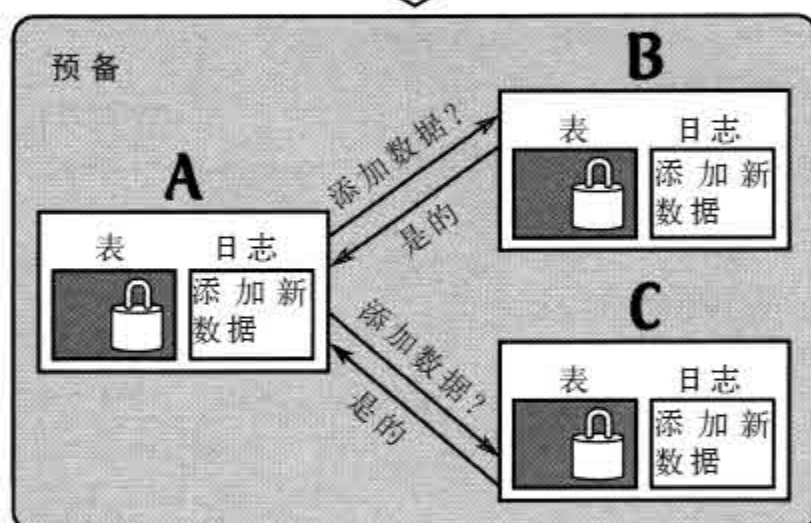 预备
A
表 日志
添加新
数据
添加数据？
是的
B
表 日志
添加新
数据
添加数据？
是的
C
表 日志
添加新
数据